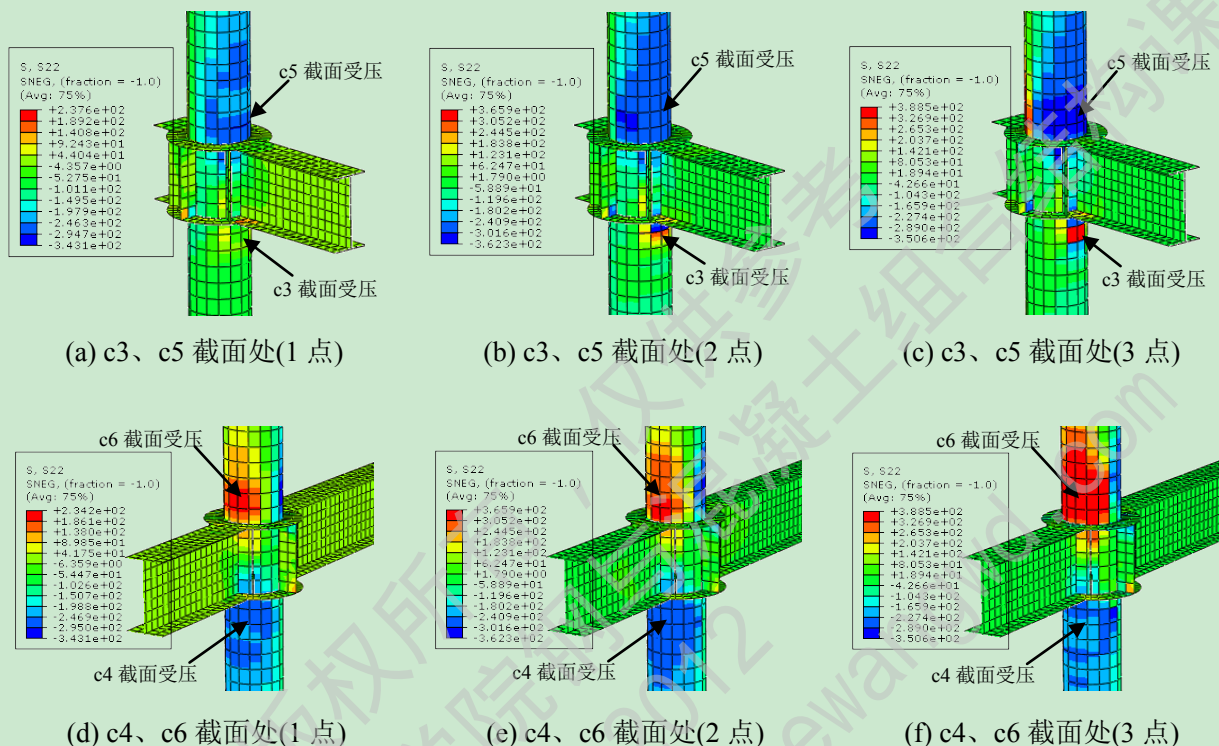 S, S22
SNEG, (fraction = -1.0)
(Avg: 75%)
+2.376e+02
+1.892e+02
+1.408e+02
+9.243e+01
+4.404e+01
-4.357e+00
-5.275e+01
-1.011e+02
-1.495e+02
-1.979e+02
-2.463e+02
-2.947e+02
-3.431e+02
c5 截面受压
c3 截面受压
S, S22
SNEG, (fraction = -1.0)
(Avg: 75%)
+3.659e+02
+3.052e+02
+2.445e+02
+1.838e+02
+1.231e+02
+6.247e+01
+1.790e+00
-5.889e+01
-1.196e+02
-1.802e+02
-2.409e+02
-3.016e+02
-3.623e+02
c5 截面受压
c3 截面受压
S, S22
SNEG, (fraction = -1.0)
(Avg: 75%)
+3.885e+02
+3.269e+02
+2.653e+02
+2.037e+02
+1.421e+02
+8.053e+01
+1.894e+01
-4.266e+01
-1.043e+02
-1.659e+02
-2.274e+02
-2.890e+02
-3.506e+02
c5 截面受压
c3 截面受压
(a) c3、c5 截面处(1 点)
(b) c3、c5 截面处(2 点)
(c) c3、c5 截面处(3 点)
c6 截面受压
S, S22
SNEG, (fraction = -1.0)
(Avg: 75%)
+2.342e+02
+1.861e+02
+1.380e+02
+8.985e+01
+4.175e+01
-6.359e+00
-5.447e+01
-1.026e+02
-1.507e+02
-1.988e+02
-2.469e+02
-2.950e+02
-3.431e+02
c4 截面受压
c6 截面受压
S, S22
SNEG, (fraction = -1.0)
(Avg: 75%)
+3.659e+02
+3.052e+02
+2.445e+02
+1.838e+02
+1.231e+02
+6.247e+01
+1.790e+00
-5.889e+01
-1.196e+02
-1.802e+02
-2.409e+02
-3.016e+02
-3.623e+02
c4 截面受压
c6 截面受压
S, S22
SNEG, (fraction = -1.0)
(Avg: 75%)
+3.885e+02
+3.269e+02
+2.653e+02
+2.037e+02
+1.421e+02
+8.053e+01
+1.894e+01
-4.266e+01
-1.043e+02
-1.659e+02
-2.274e+02
-2.890e+02
-3.506e+02
c4 截面受压
(d) c4、c6 截面处(1 点)
(e) c4、c6 截面处(2 点)
(f) c4、c6 截面处(3 点)
仅供参考
钢与混凝土组合结构课
2012